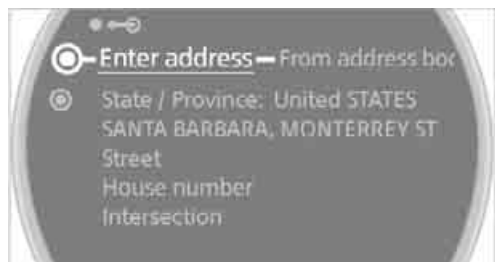 Enter address From address boo
State / Province: United STATES
SANTA BARBARA, MONTERREY ST
Street
House number
Intersection